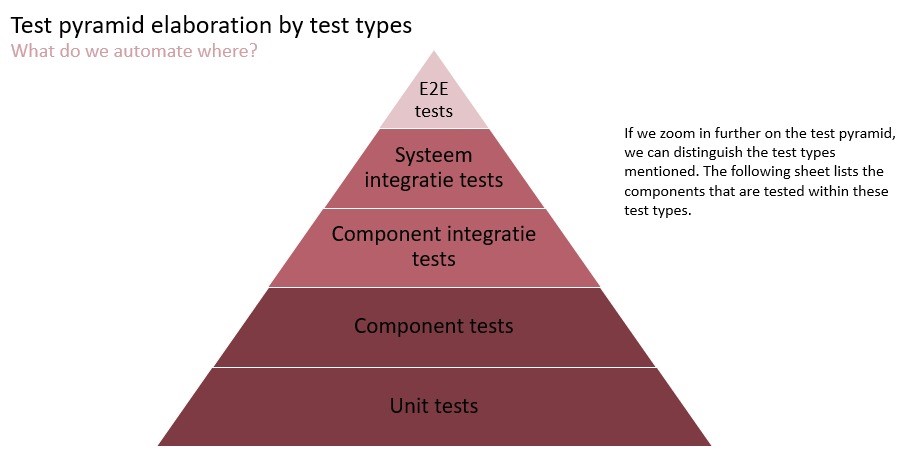 Test pyramid elaboration by test types
What do we automate where?
E2E
tests
Systeem
integratie tests
Component integratie
tests
Component tests
Unit tests
If we zoom in further on the test pyramid,
we can distinguish the test types
mentioned. The following sheet lists the
components that are tested within these
test types.